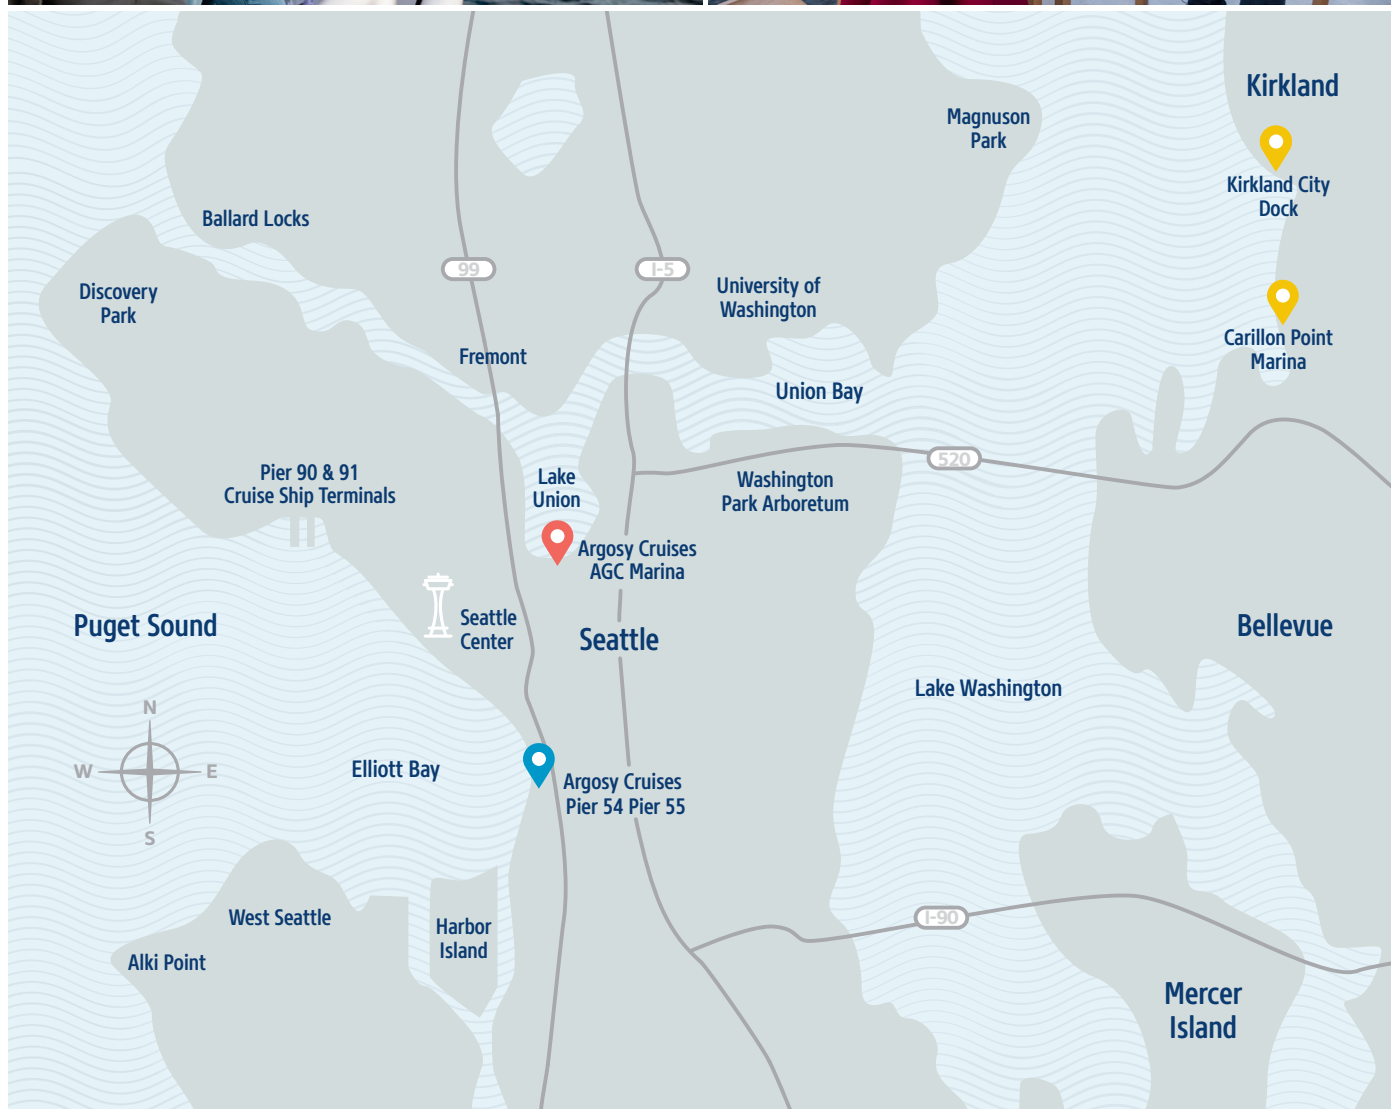 Kirkland
Magnuson
Park
Kirkland City
Dock
Ballard Locks
99
I-5
Discovery
Park
University of
Washington
Carillon Point
Marina
Fremont
Union Bay
520
Pier 90 & 91
Cruise Ship Terminals
Lake
Union
Washington
Park Arboretum
Argosy Cruises
AGC Marina
Puget Sound
Seattle
Center
Seattle
Bellevue
Lake Washington
N
W
E
S
Elliott Bay
Argosy Cruises
Pier 54 Pier 55
West Seattle
Harbor
Island
I-90
Alki Point
Mercer
Island